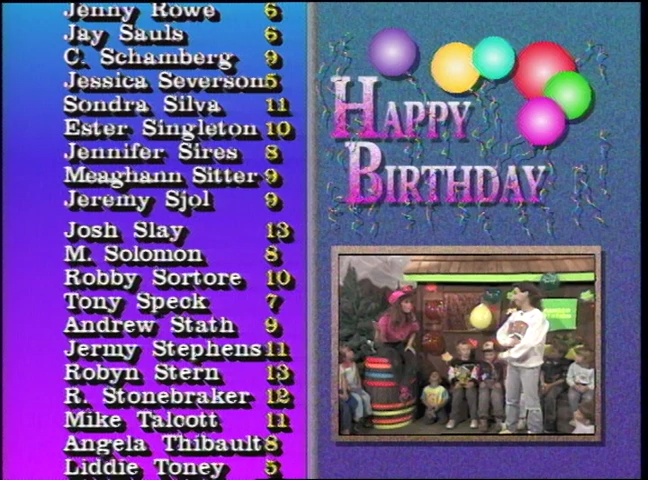 Jenny Rowe 6
Jay Sauls 6
C. Schamberg 9
Jessica Severson 5
Sondra Silva 11
Ester Singleton 10
Jennifer Sires 8
Meaghann Sitter 9
Jeremy Sjol 9
Josh Slay 13
M. Solomon 8
Robby Sortore 10
Tony Speck 7
Andrew Stath 9
Jermy Stephens 11
Robyn Stern 13
R. Stonebraker 12
Mike Talcott 11
Angela Thibault 8
Liddie Toney 5
HAPPY
BIRTHDAY